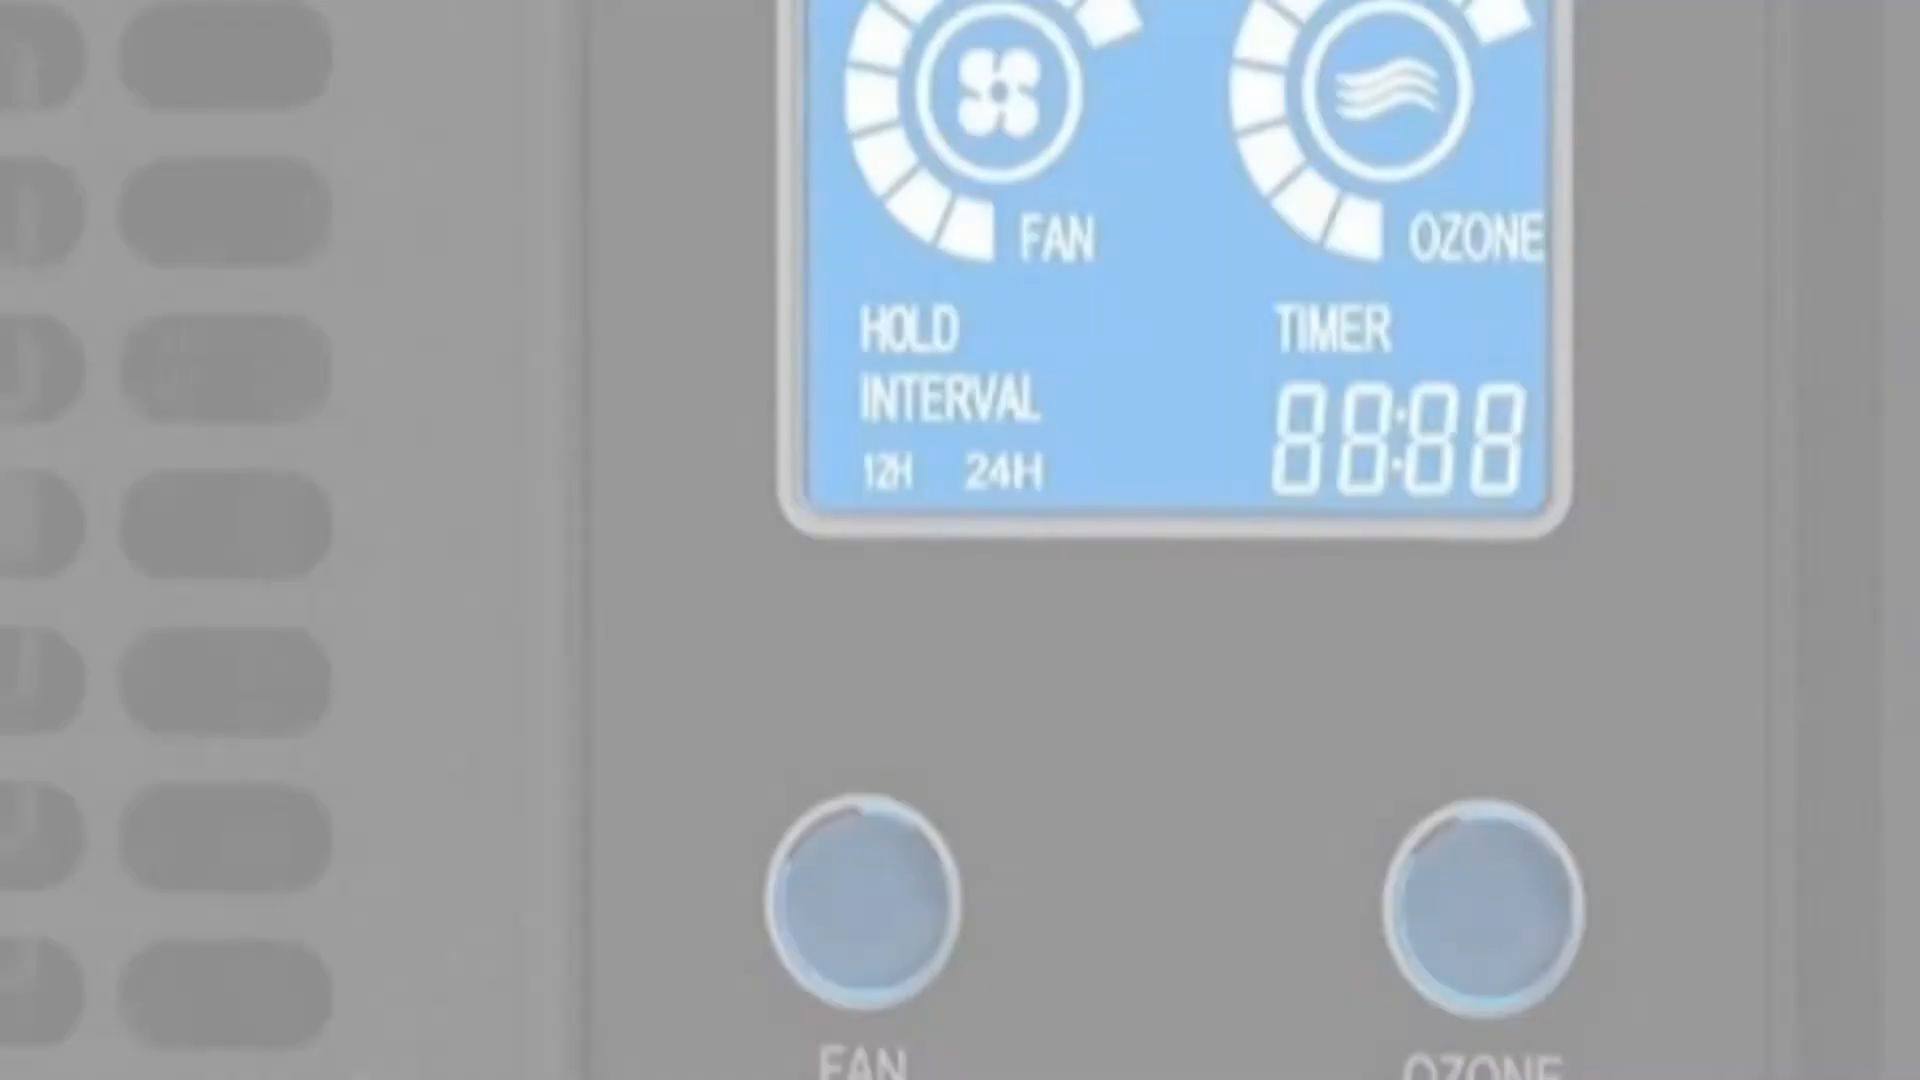 FAN OZONE
HOLD TIMER
INTERVAL
12H 24H 88:88
FAN OZONE